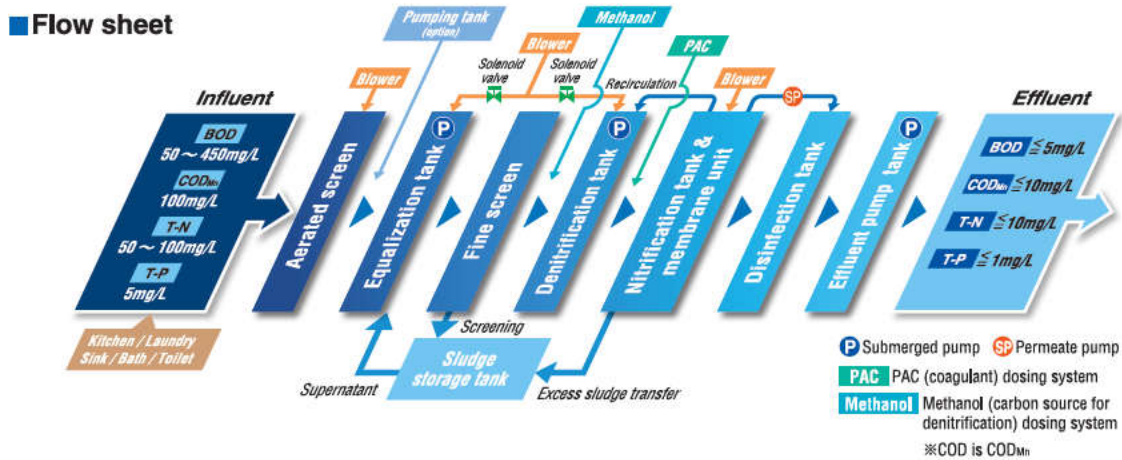 ■ Flow sheet
Pumping tank
(option)
Methanol
Blower
PAC
Solenoid
valve
Solenoid
valve
Blower
Recirculation
Blower
SP
Influent
BOD
50～450mg/L
CODMn
100mg/L
T-N
50～100mg/L
T-P
5mg/L
Kitchen / Laundry
Sink / Bath / Toilet
Aerated screen
P
Equalization tank
Fine screen
P
Denitrification tank
Nitrification tank &
membrane unit
Disinfection tank
P
Effluent pump tank
Effluent
BOD ≦5mg/L
CODMn ≦10mg/L
T-N ≦10mg/L
T-P ≦1mg/L
Screening
Sludge
storage tank
Supernatant
Excess sludge transfer
P Submerged pump SP Permeate pump
PAC PAC (coagulant) dosing system
Methanol Methanol (carbon source for
denitrification) dosing system
※COD is CODMn